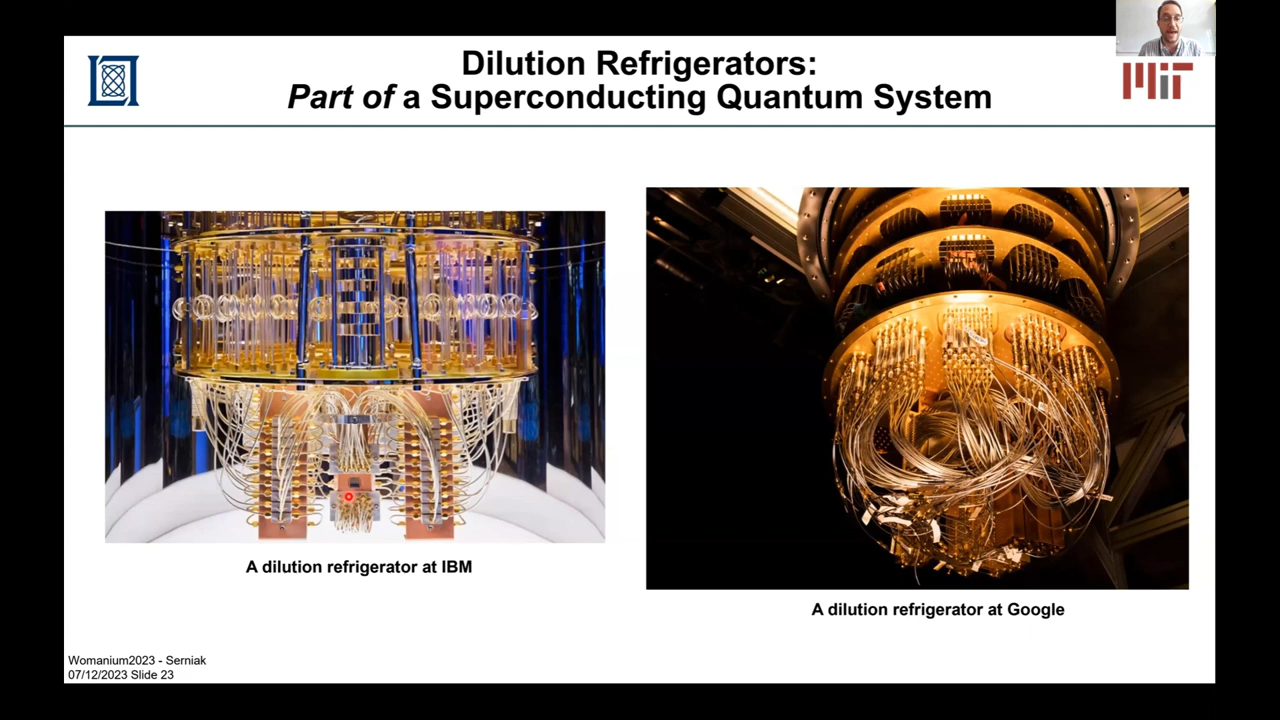 Dilution Refrigerators:
Part of a Superconducting Quantum System
MIT
A dilution refrigerator at IBM
A dilution refrigerator at Google
Womanium2023 - Serniak
07/12/2023 Slide 23